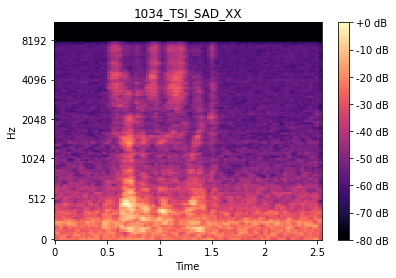 1034_TSI_SAD_XX
+0 dB
8192
-10 dB
4096
-20 dB
-30 dB
2048
Hz
-40 dB
1024
-50 dB
512
-60 dB
-70 dB
0
-80 dB
0 0.5 1 1.5 2 2.5
Time